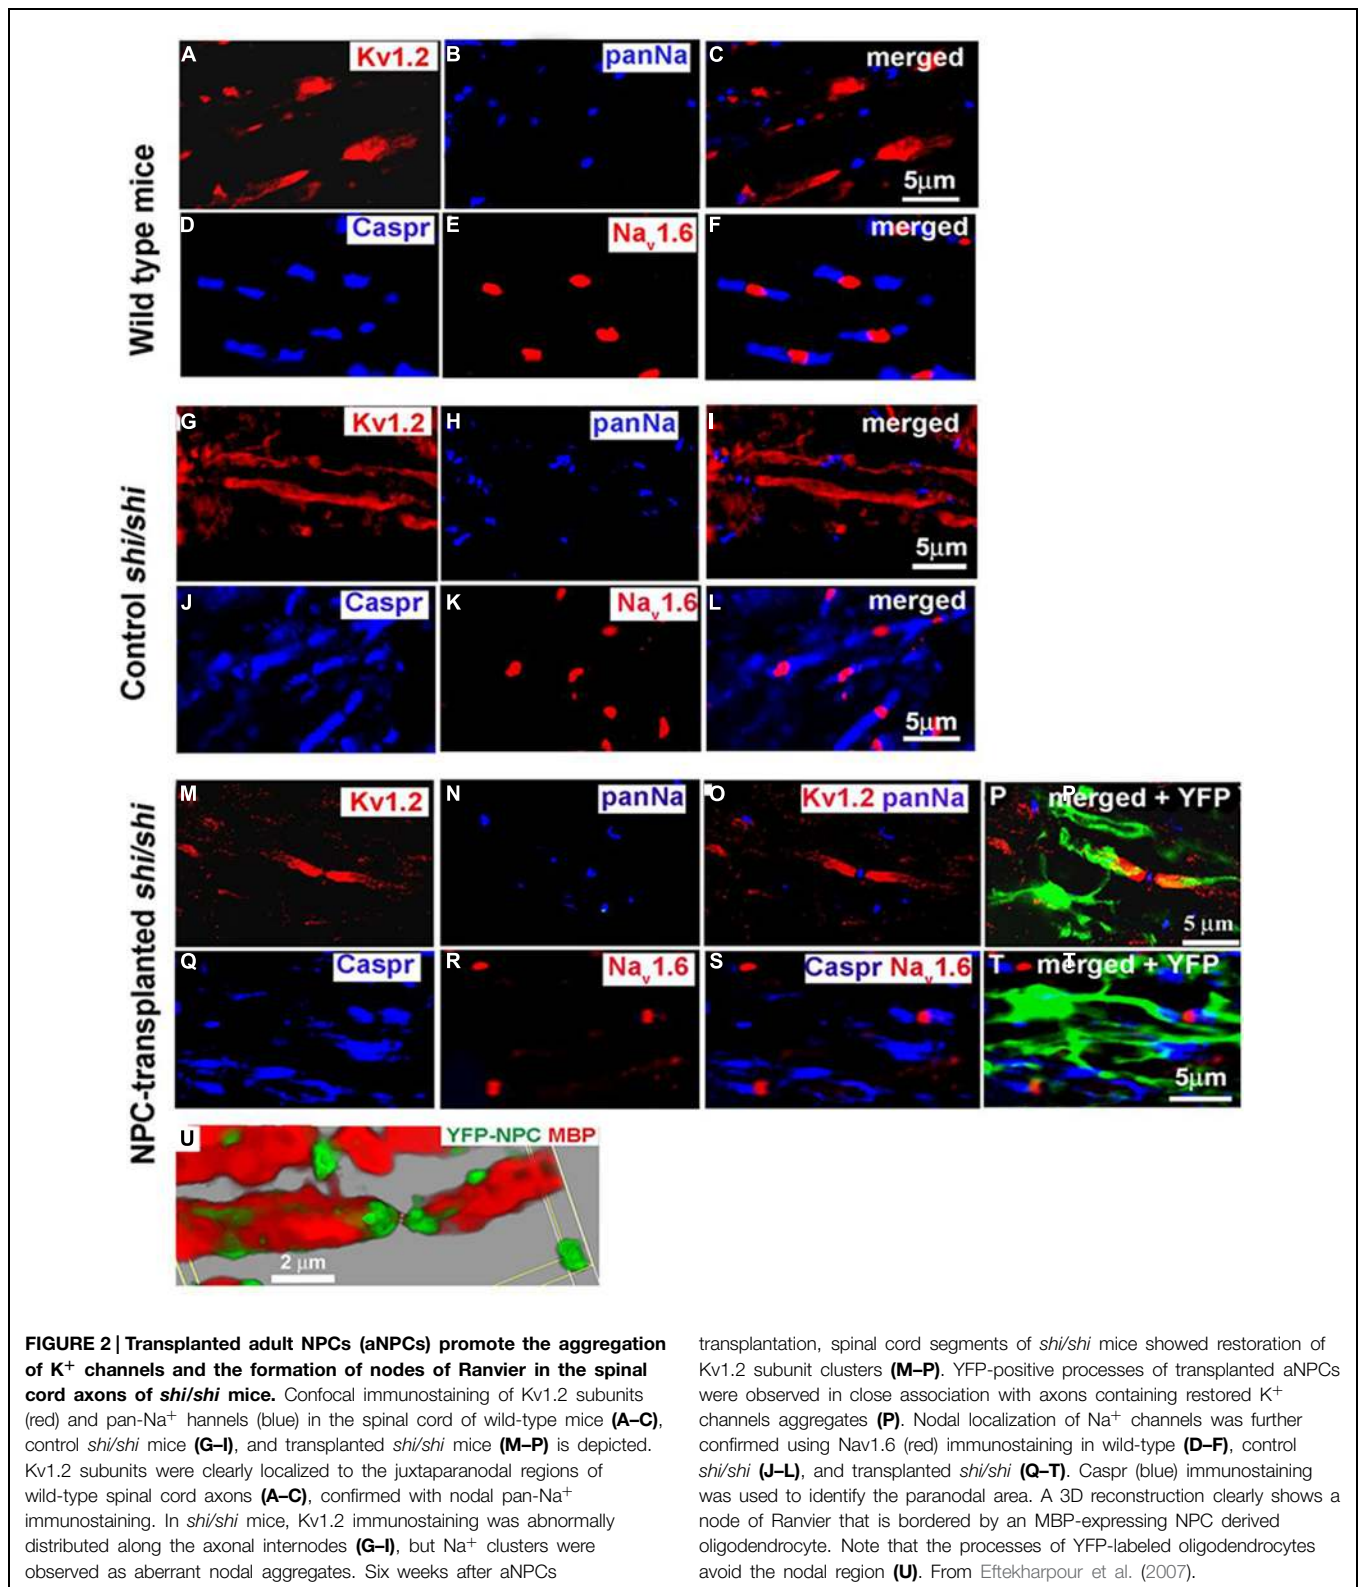 Wild type mice
A Kv1.2
B panNa
C merged
5μm
D Caspr
E Nav1.6
F merged
Control shi/shi
G Kv1.2
H panNa
I merged
5μm
J Caspr
K Nav1.6
L merged
5μm
NPC-transplanted shi/shi
M Kv1.2
N panNa
O Kv1.2 panNa
P merged + YFP
5 μm
Q Caspr
R Nav1.6
S Caspr Nav1.6
T merged + YFP
5μm
U YFP-NPC MBP
2 μm
FIGURE 2 | Transplanted adult NPCs (aNPCs) promote the aggregation
of K+ channels and the formation of nodes of Ranvier in the spinal
cord axons of shi/shi mice. Confocal immunostaining of Kv1.2 subunits
(red) and pan-Na+ hannels (blue) in the spinal cord of wild-type mice (A–C),
control shi/shi mice (G–I), and transplanted shi/shi mice (M–P) is depicted.
Kv1.2 subunits were clearly localized to the juxtaparanodal regions of
wild-type spinal cord axons (A–C), confirmed with nodal pan-Na+
immunostaining. In shi/shi mice, Kv1.2 immunostaining was abnormally
distributed along the axonal internodes (G–I), but Na+ clusters were
observed as aberrant nodal aggregates. Six weeks after aNPCs
transplantation, spinal cord segments of shi/shi mice showed restoration of
Kv1.2 subunit clusters (M–P). YFP-positive processes of transplanted aNPCs
were observed in close association with axons containing restored K+
channels aggregates (P). Nodal localization of Na+ channels was further
confirmed using Nav1.6 (red) immunostaining in wild-type (D–F), control
shi/shi (J–L), and transplanted shi/shi (Q–T). Caspr (blue) immunostaining
was used to identify the paranodal area. A 3D reconstruction clearly shows a
node of Ranvier that is bordered by an MBP-expressing NPC derived
oligodendrocyte. Note that the processes of YFP-labeled oligodendrocytes
avoid the nodal region (U). From Eftekharpour et al. (2007).